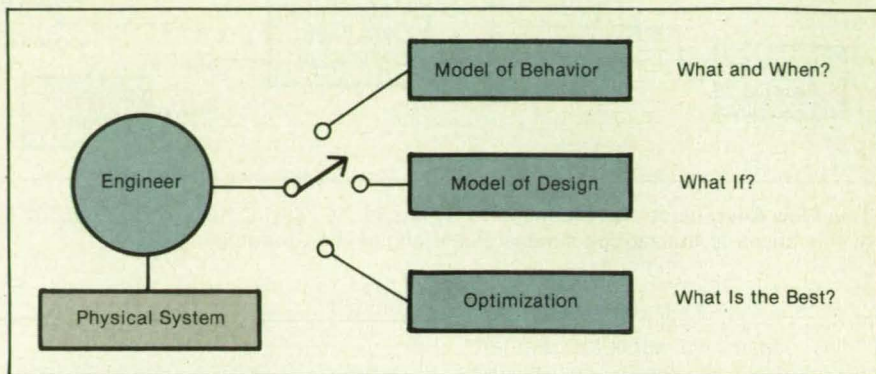 Model of Behavior
What and When?
Engineer
Model of Design
What If?
Physical System
Optimization
What Is the Best?